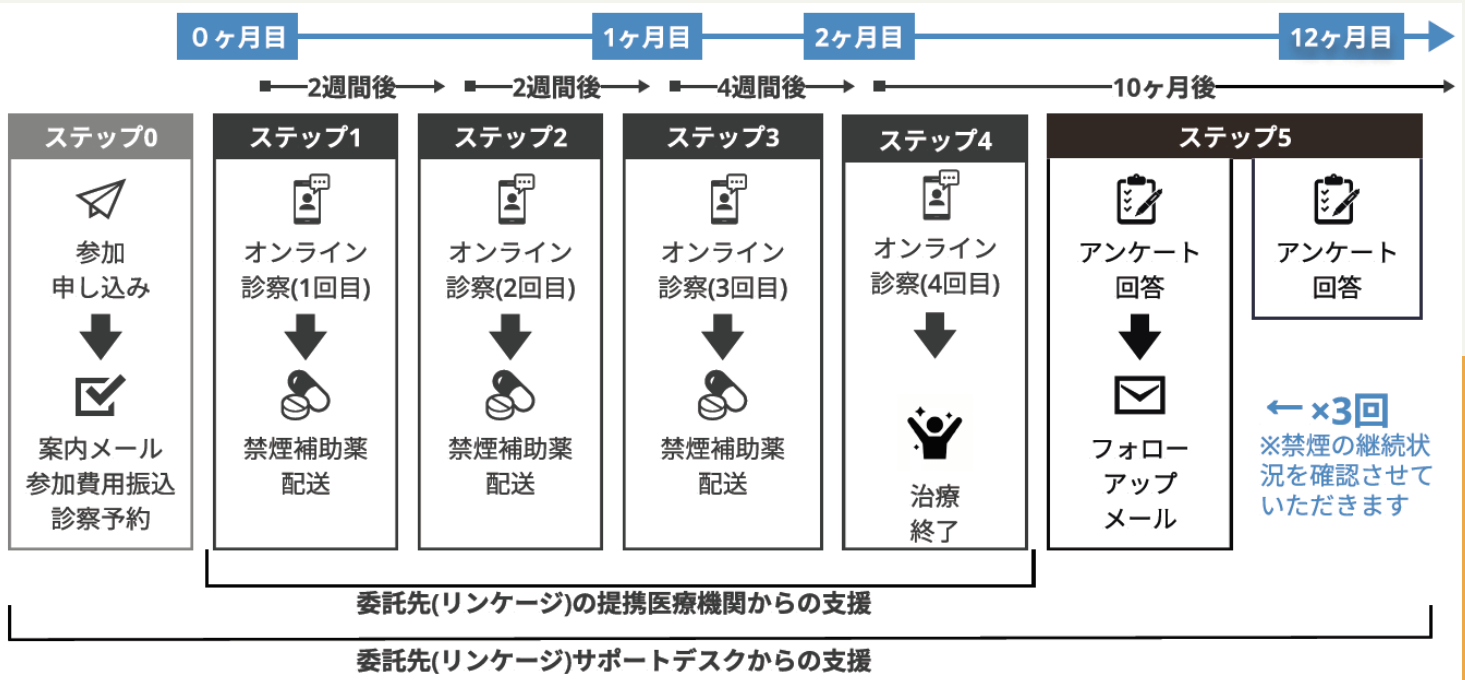 0ヶ月目
1ヶ月目
2ヶ月目
12ヶ月目
2週間後
2週間後
4週間後
10ヶ月後
ステップ0
参加
申し込み
案内メール
参加費用振込
診察予約
ステップ1
オンライン
診察(1回目)
禁煙補助薬
配送
ステップ2
オンライン
診察(2回目)
禁煙補助薬
配送
ステップ3
オンライン
診察(3回目)
禁煙補助薬
配送
ステップ4
オンライン
診察(4回目)
治療
終了
ステップ5
アンケート
回答
フォロー
アップ
メール
アンケート
回答
←×3回
※禁煙の継続状
況を確認させて
いただきます
委託先(リンケージ)の提携医療機関からの支援
委託先(リンケージ)サポートデスクからの支援